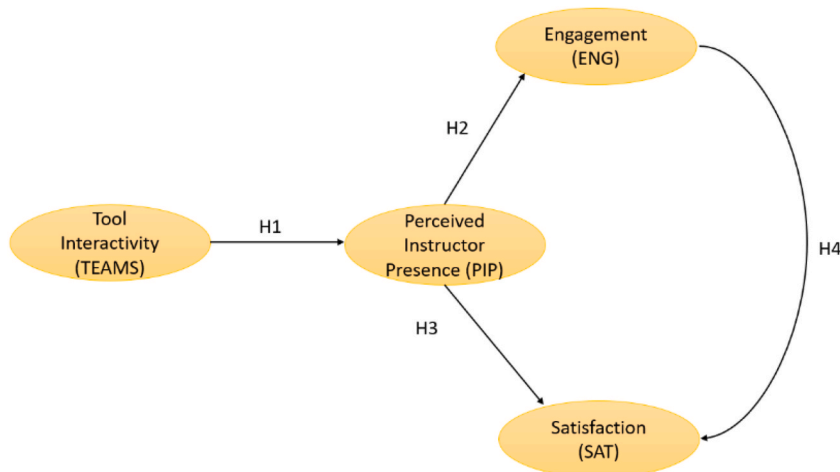 Engagement
(ENG)
H2
Tool
Interactivity
(TEAMS)
H1
Perceived
Instructor
Presence (PIP)
H4
H3
Satisfaction
(SAT)